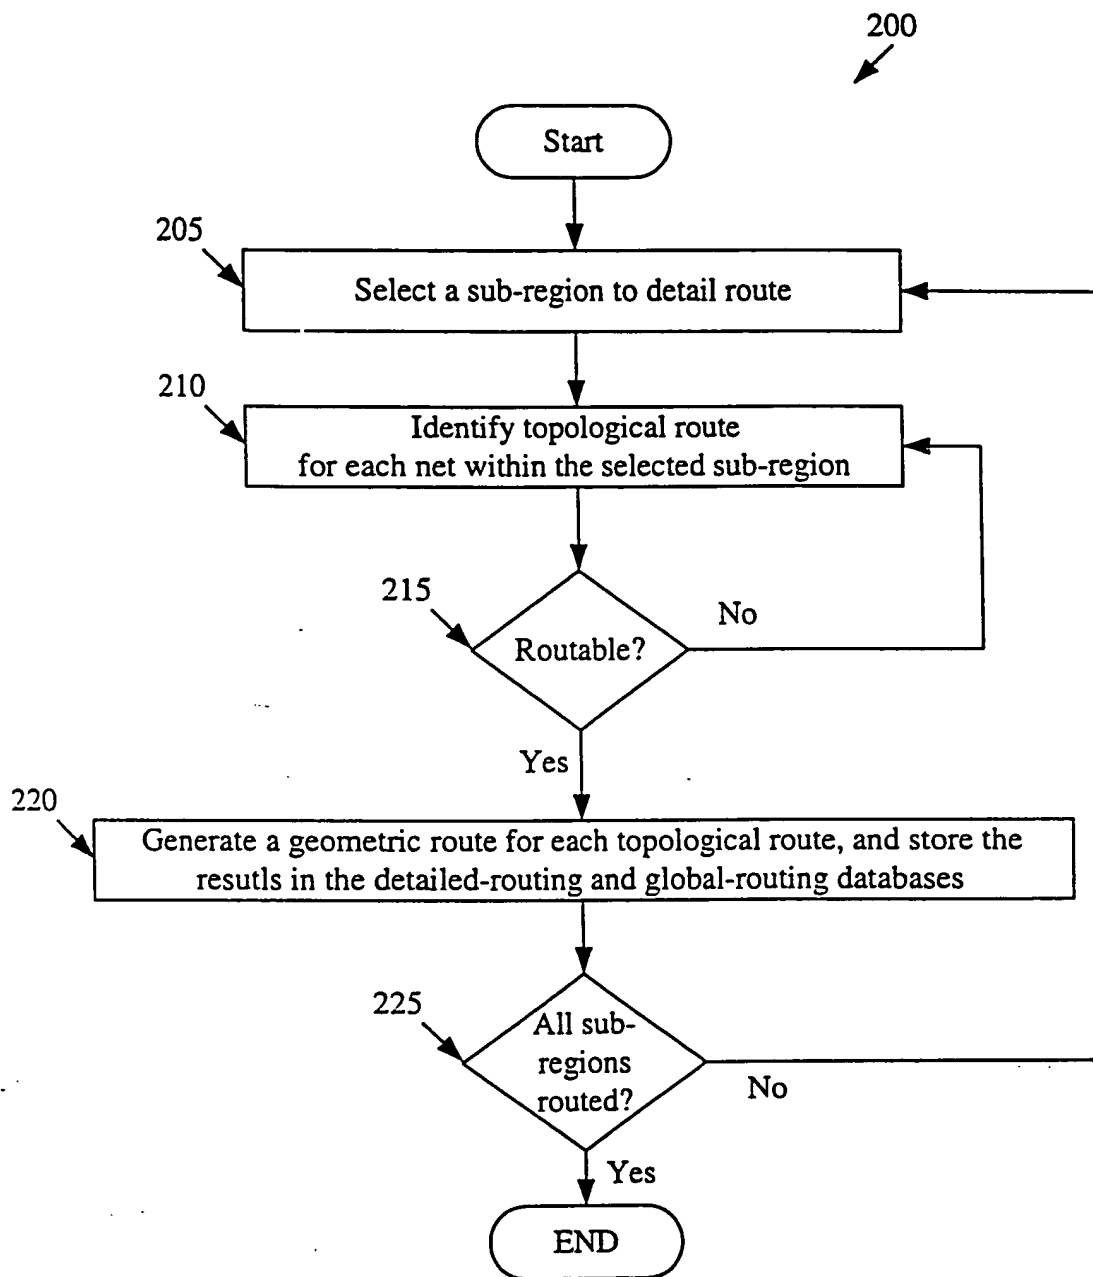 200
Start
205
Select a sub-region to detail route
210
Identify topological route
for each net within the selected sub-region
215
Routable?
No
Yes
220
Generate a geometric route for each topological route, and store the
resutls in the detailed-routing and global-routing databases
225
All sub-
regions
routed?
No
Yes
END